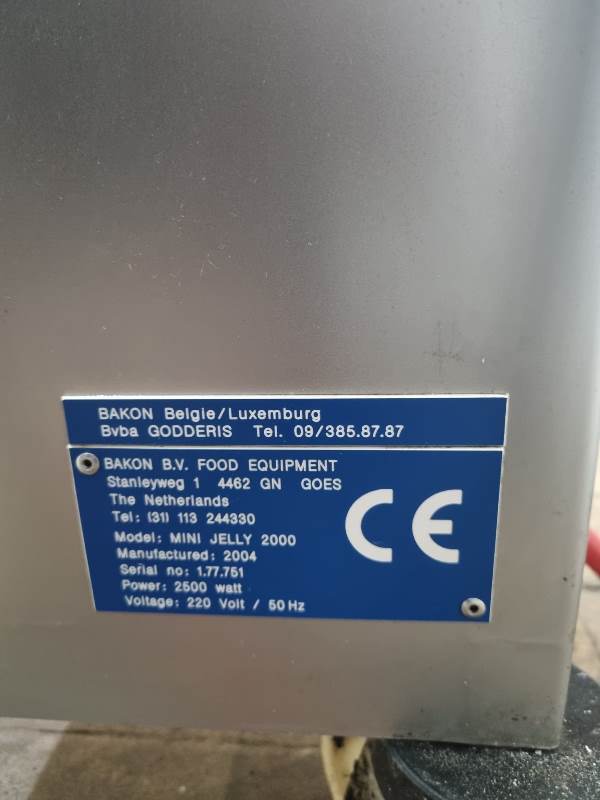 BAKON Belgie/Luxemburg
Bvba GODDERIS Tel. 09/385.87.87
BAKON B.V. FOOD EQUIPMENT
Stanleyweg 1 4462 GN GOES
The Netherlands
Tel: (31) 113 244330
Model: MINI JELLY 2000
Manufactured: 2004
Serial no: 1.77.751
Power: 2500 watt
Voltage: 220 Volt / 50 Hz
CE